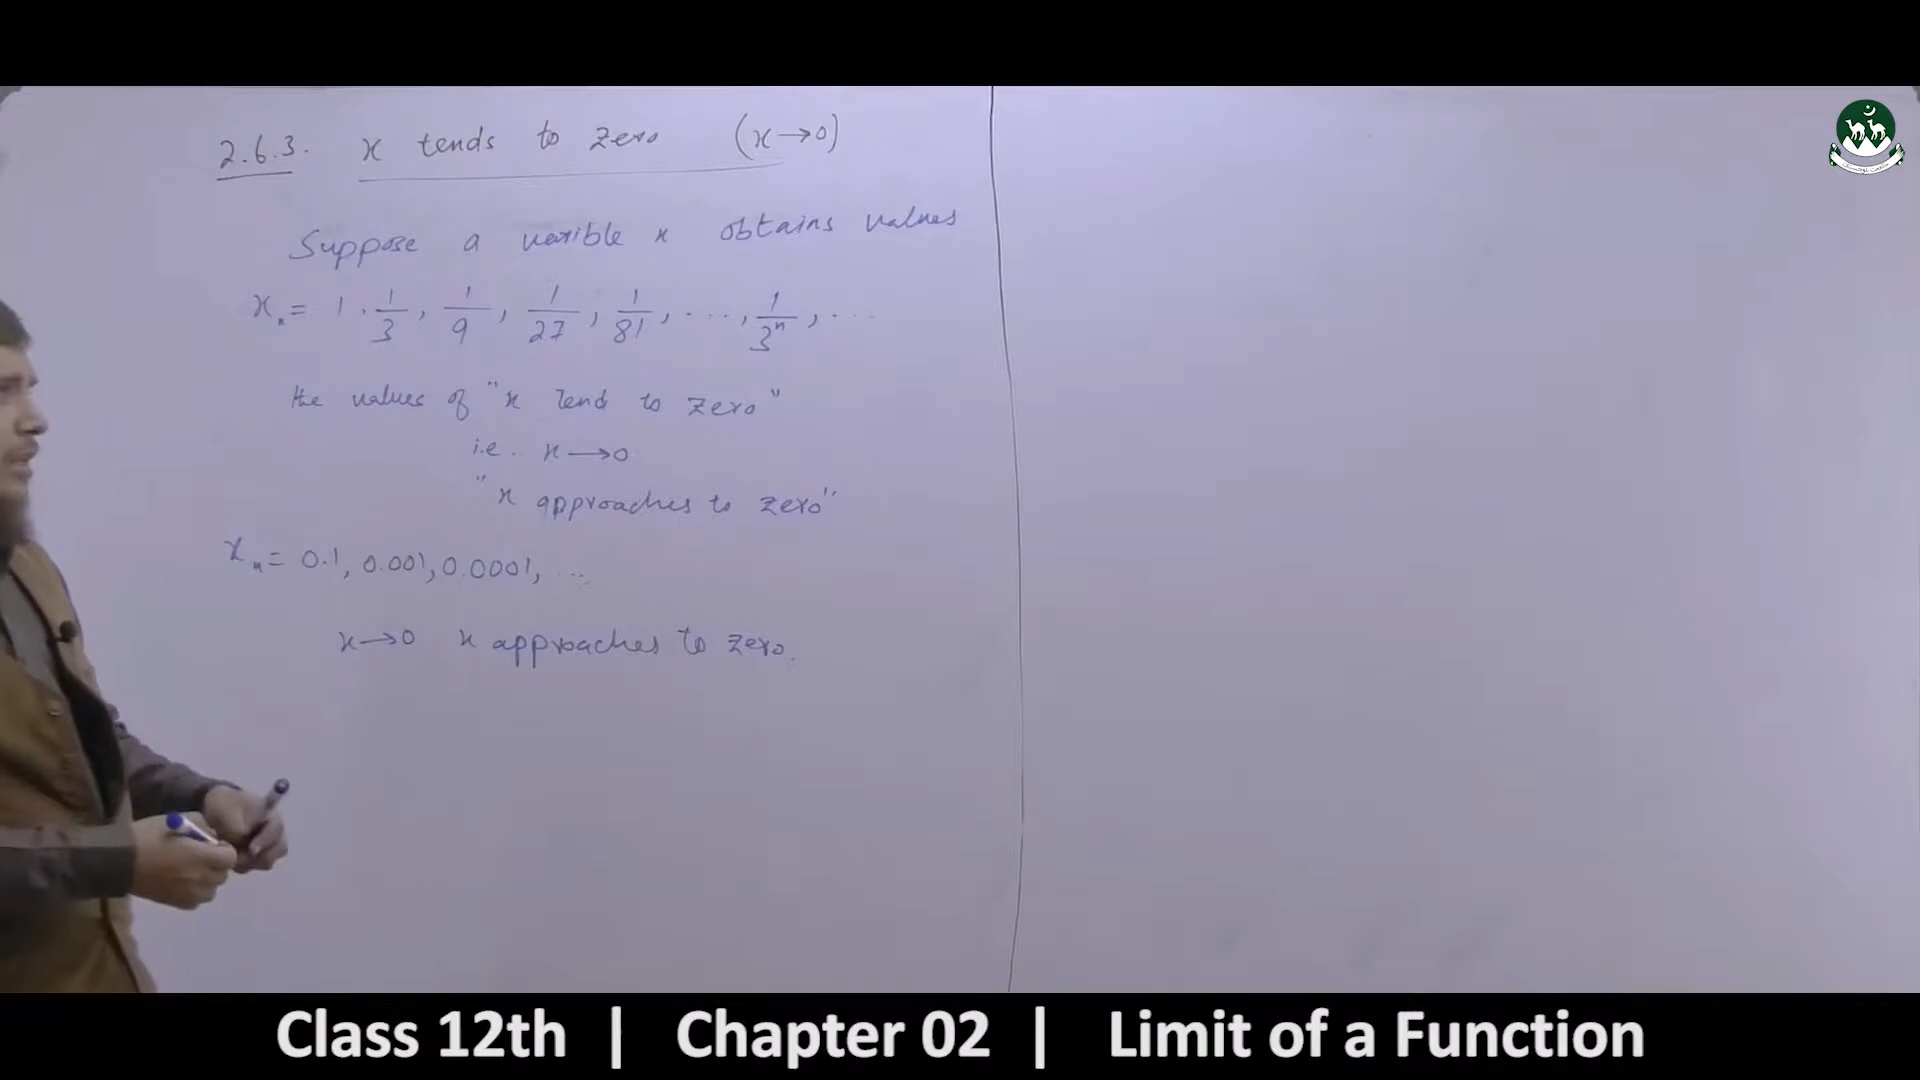 2.6.3. x tends to zero (x→0)
Suppose a varible x obtains values
xₙ = 1, 1/3, 1/9, 1/27, 1/81, ...., 1/3ⁿ, ....
the values of "x tend to zero"
i.e. x→0
"x approaches to zero"
xₙ = 0.1, 0.001, 0.0001, ...
x→0 x approaches to zero.
Class 12th | Chapter 02 | Limit of a Function